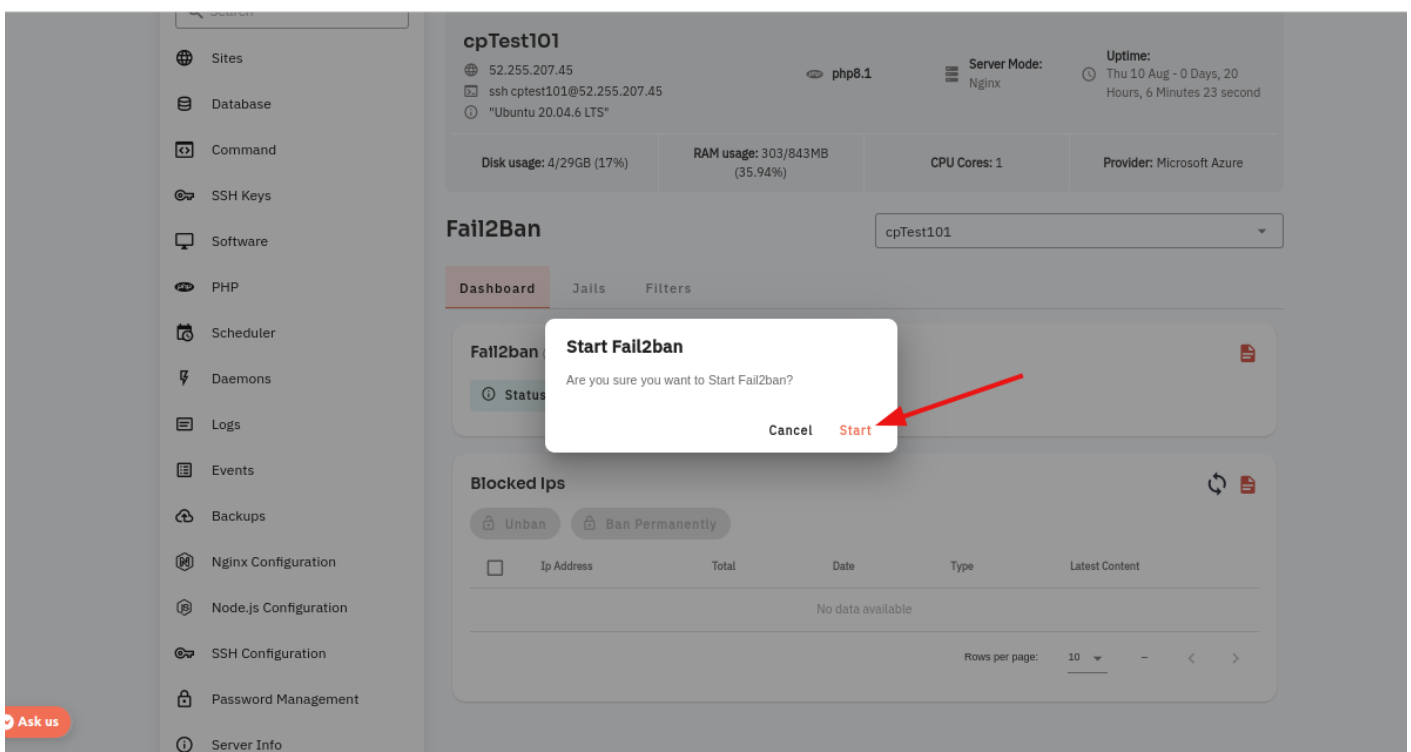 Search
Sites
Database
Command
SSH Keys
Software
PHP
Scheduler
Daemons
Logs
Events
Backups
Nginx Configuration
Node.js Configuration
SSH Configuration
Password Management
Server Info
Ask us
cpTest101
52.255.207.45
ssh cptest101@52.255.207.45
"Ubuntu 20.04.6 LTS"
php8.1
Server Mode:
Nginx
Uptime:
Thu 10 Aug - 0 Days, 20
Hours, 6 Minutes 23 second
Disk usage: 4/29GB (17%)
RAM usage: 303/843MB
(35.94%)
CPU Cores: 1
Provider: Microsoft Azure
Fail2Ban
cpTest101
Dashboard Jails Filters
Fail2ban
Status
Start Fail2ban
Are you sure you want to Start Fail2ban?
Cancel Start
Blocked Ips
Unban Ban Permanently
Ip Address Total Date Type Latest Content
No data available
Rows per page: 10 –